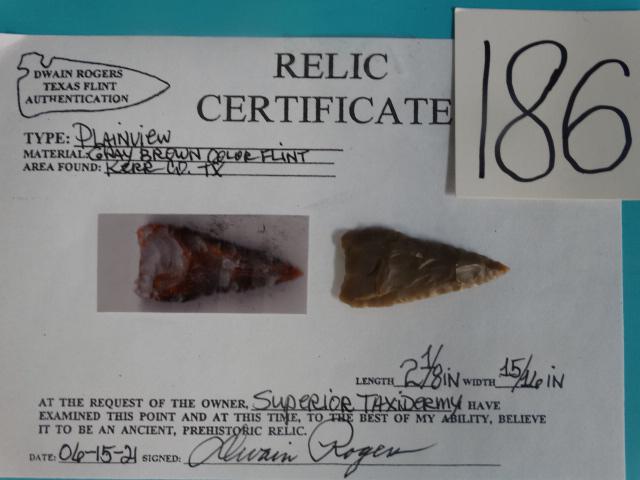 DWAIN ROGERS
TEXAS FLINT
AUTHENTICATION
RELIC
CERTIFICATE
186
TYPE: PLAINVIEW
MATERIAL: GRAY BROWN COLOR FLINT
AREA FOUND: KERR CO. TX
LENGTH 2 1/8 IN WIDTH 15/16 IN
AT THE REQUEST OF THE OWNER, SUPERIOR TAXIDERMY HAVE
EXAMINED THIS POINT AND AT THIS TIME, TO THE BEST OF MY ABILITY, BELIEVE
IT TO BE AN ANCIENT, PREHISTORIC RELIC.
DATE: 06-15-21 SIGNED: Dwain Rogers